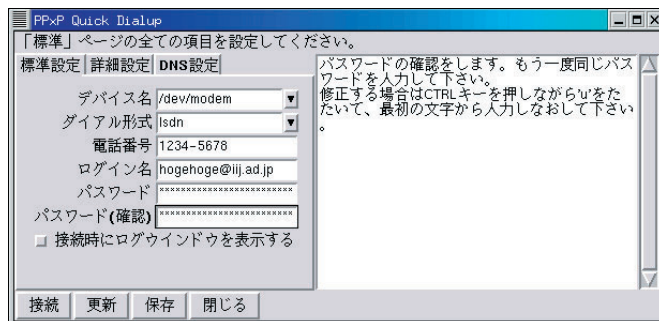 PPxP Quick Dialup
「標準」ページの全ての項目を設定してください。
標準設定 詳細設定 DNS設定
デバイス名 /dev/modem
ダイアル形式 Isdn
電話番号 1234-5678
ログイン名 hogehoge@iij.ad.jp
パスワード ************************
パスワード(確認) ************************
接続時にログウインドウを表示する
パスワードの確認をします。もう一度同じパス
ワードを入力して下さい。
修正する場合はCTRLキーを押しながら'u'をた
たいて、最初の文字から入力しなおして下さい
。
接続 更新 保存 閉じる